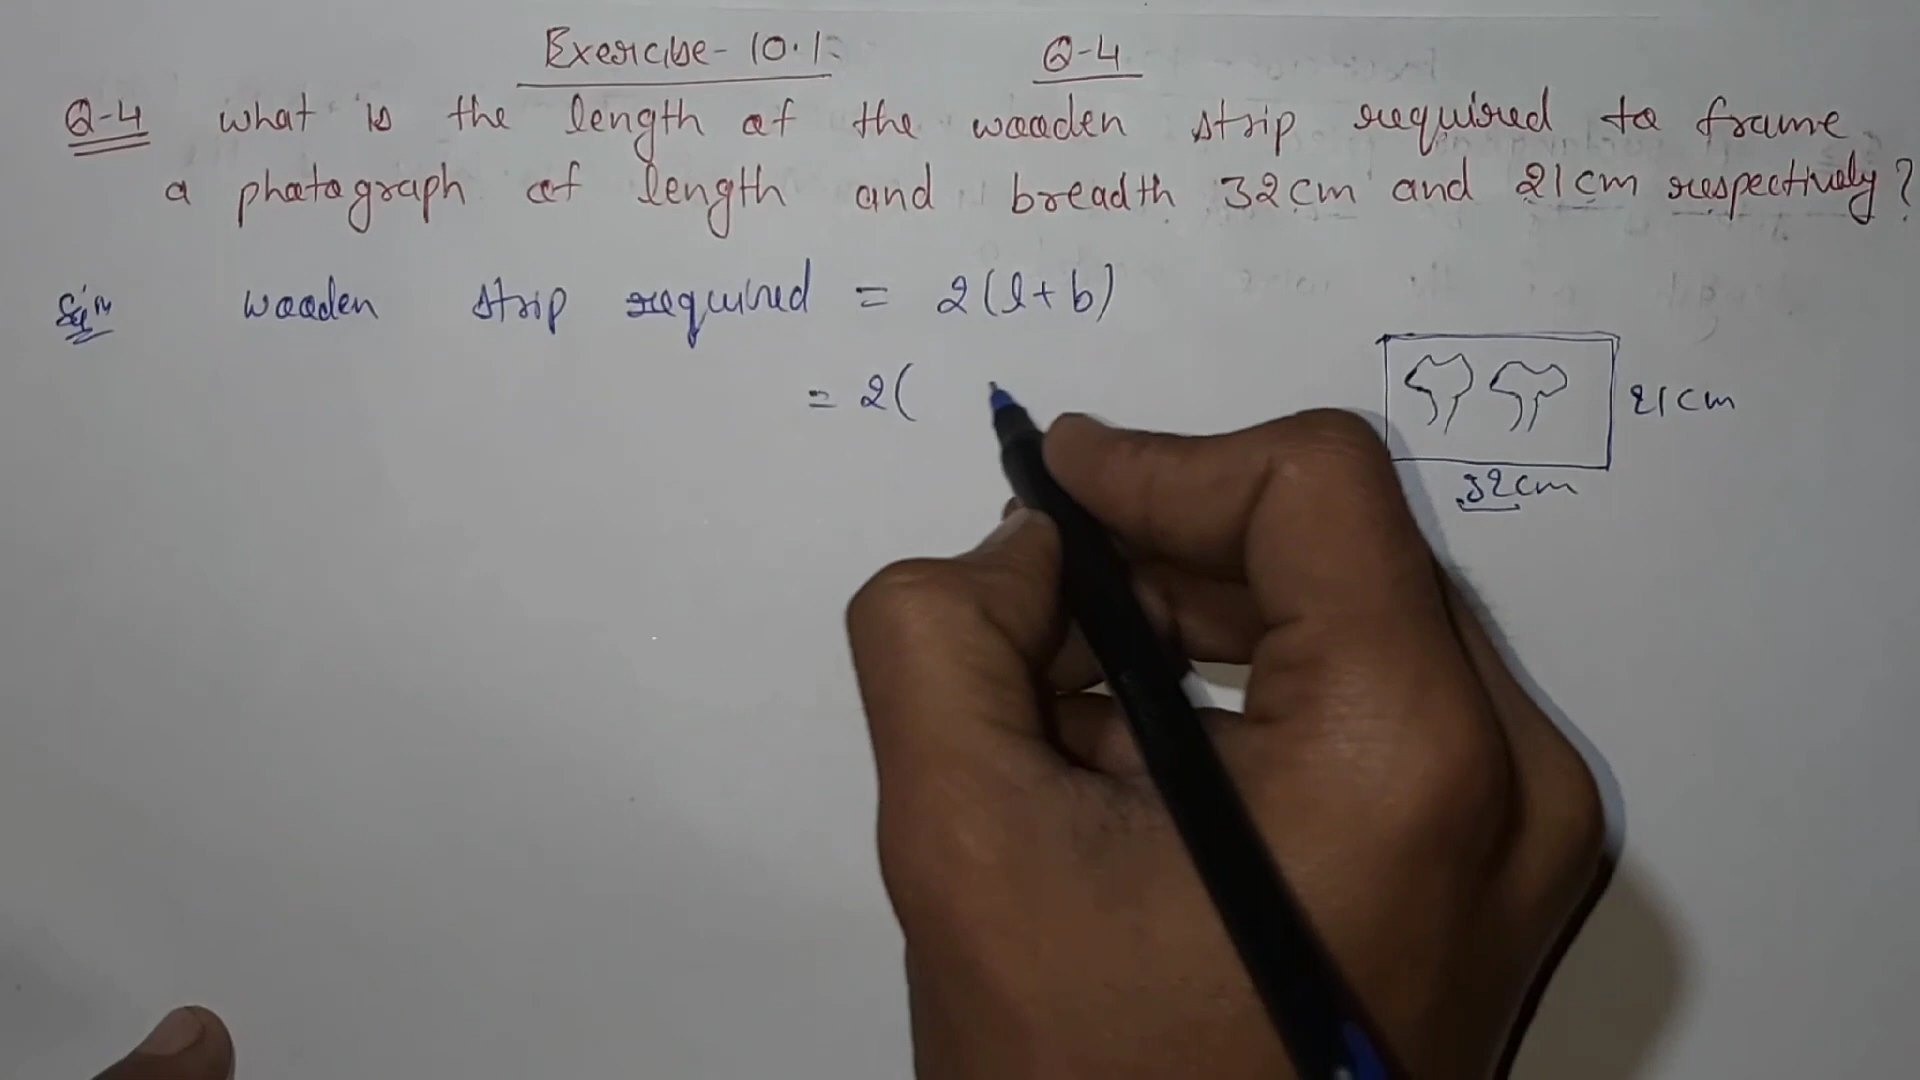 Exercise-10.1:
Q-4
Q-4 what is the length of the wooden strip required to frame
a photograph of length and breadth 32cm and 21cm respectively?
Sol'n wooden strip required = 2(l+b)
= 2(
21cm
32cm